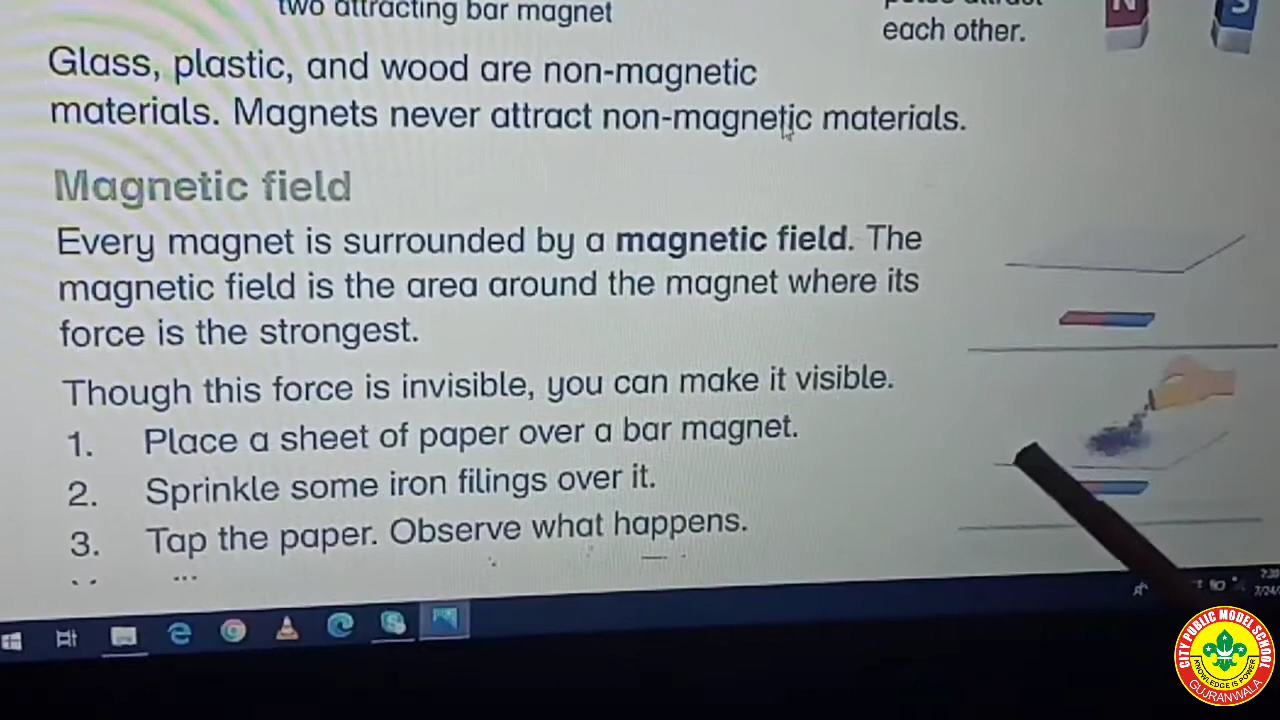 two attracting bar magnet
each other.
N
S
Glass, plastic, and wood are non-magnetic
materials. Magnets never attract non-magnetic materials.
Magnetic field
Every magnet is surrounded by a magnetic field. The
magnetic field is the area around the magnet where its
force is the strongest.
Though this force is invisible, you can make it visible.
1. Place a sheet of paper over a bar magnet.
2. Sprinkle some iron filings over it.
3. Tap the paper. Observe what happens.
CITY PUBLIC MODEL SCHOOL
KNOWLEDGE IS POWER
GUJRANWALA